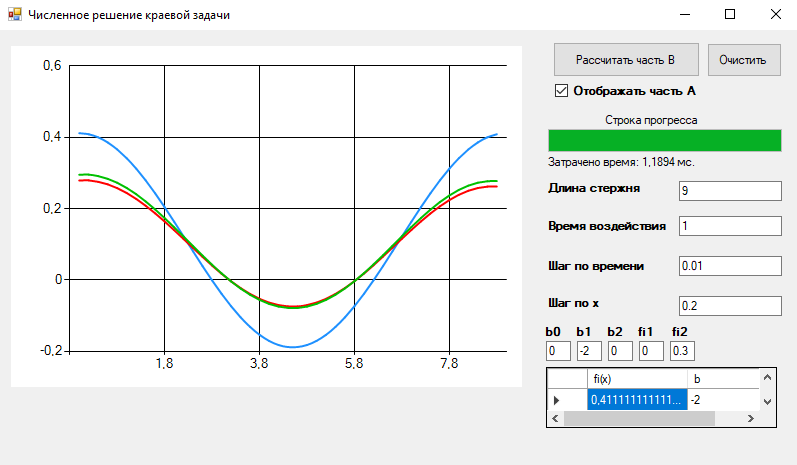 Численное решение краевой задачи
0,6
0,4
0,2
0
-0,2
1,8 3,8 5,8 7,8
Рассчитать часть B Очистить
Отображать часть А
Строка прогресса
Затрачено время: 1,1894 мс.
Длина стержня 9
Время воздействия 1
Шаг по времени 0.01
Шаг по x 0.2
b0 b1 b2 fi1 fi2
0 -2 0 0 0.3
fi(x) b
0,411111111111... -2